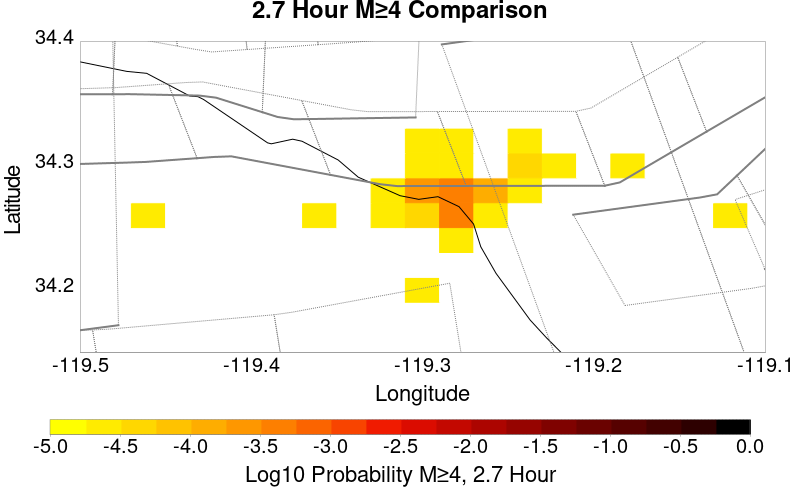 2.7 Hour M≥4 Comparison
34.4
34.3
34.2
Latitude
-119.5 -119.4 -119.3 -119.2 -119.1
Longitude
-5.0 -4.5 -4.0 -3.5 -3.0 -2.5 -2.0 -1.5 -1.0 -0.5 0.0
Log10 Probability M≥4, 2.7 Hour